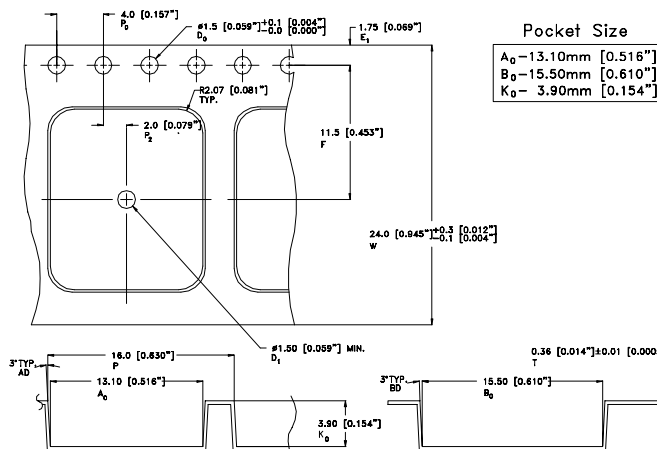 4.0 [0.157"]
P0
ø1.5 [0.059"]+0.1 [0.004"]
-0.0 [0.000"]
D0
1.75 [0.069"]
E1
Pocket Size
A0-13.10mm [0.516"]
B0-15.50mm [0.610"]
K0- 3.90mm [0.154"]
R2.07 [0.081"]
TYP.
2.0 [0.079"]
P2
11.5 [0.453"]
F
24.0 [0.945"]+0.3 [0.012"]
-0.1 [0.004"]
W
ø1.50 [0.059"] MIN.
D1
16.0 [0.630"]
P
3°TYP.
AD
13.10 [0.516"]
A0
3.90 [0.154"]
K0
3°TYP.
BD
15.50 [0.610"]
B0
0.36 [0.014"]±0.01 [0.000
T